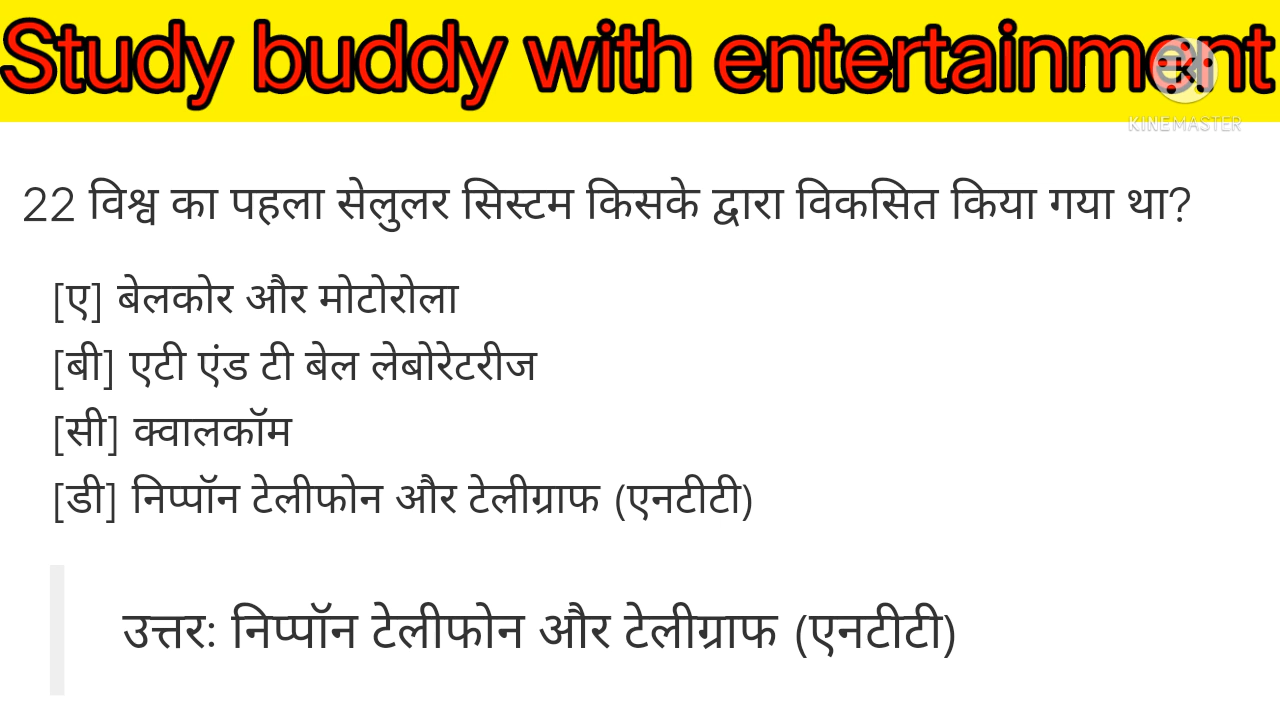 Study buddy with entertainment
KINEMASTER
22 विश्व का पहला सेलुलर सिस्टम किसके द्वारा विकसित किया गया था?
[ए] बेलकोर और मोटोरोला
[बी] एटी एंड टी बेल लेबोरेटरीज
[सी] क्वालकॉम
[डी] निप्पॉन टेलीफोन और टेलीग्राफ (एनटीटी)
उत्तर: निप्पॉन टेलीफोन और टेलीग्राफ (एनटीटी)